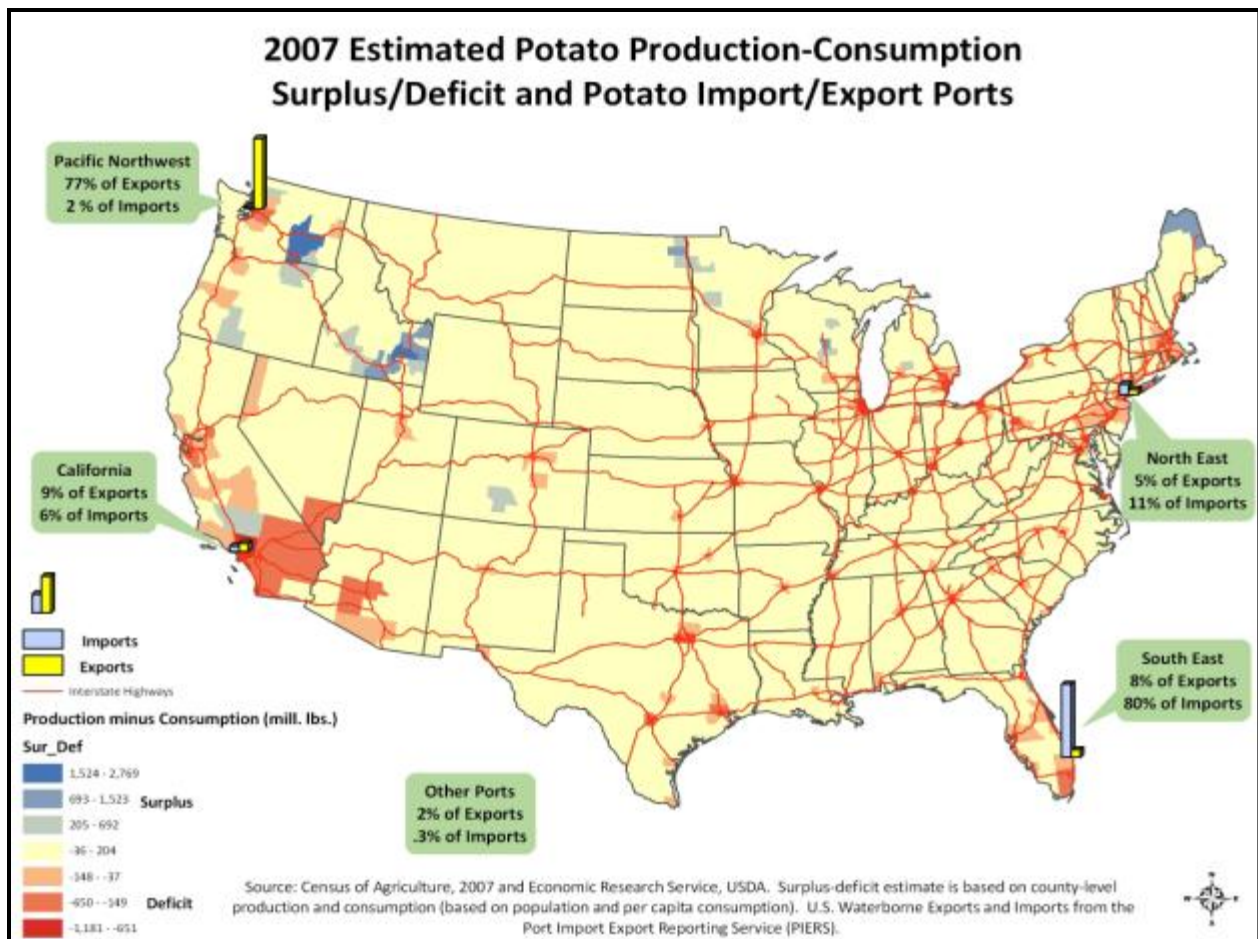 2007 Estimated Potato Production-Consumption
Surplus/Deficit and Potato Import/Export Ports
Pacific Northwest
77% of Exports
2 % of Imports
California
9% of Exports
6% of Imports
North East
5% of Exports
11% of Imports
South East
8% of Exports
80% of Imports
Other Ports
2% of Exports
.3% of Imports
Imports
Exports
Interstate Highways
Production minus Consumption (mill. lbs.)
Sur_Def
1,524 - 2,769
693 - 1,523 Surplus
205 - 692
-36 - 204
-148 - -37
-650 - -149 Deficit
-1,181 - -651
Source: Census of Agriculture, 2007 and Economic Research Service, USDA. Surplus-deficit estimate is based on county-level
production and consumption (based on population and per capita consumption). U.S. Waterborne Exports and Imports from the
Port Import Export Reporting Service (PIERS).